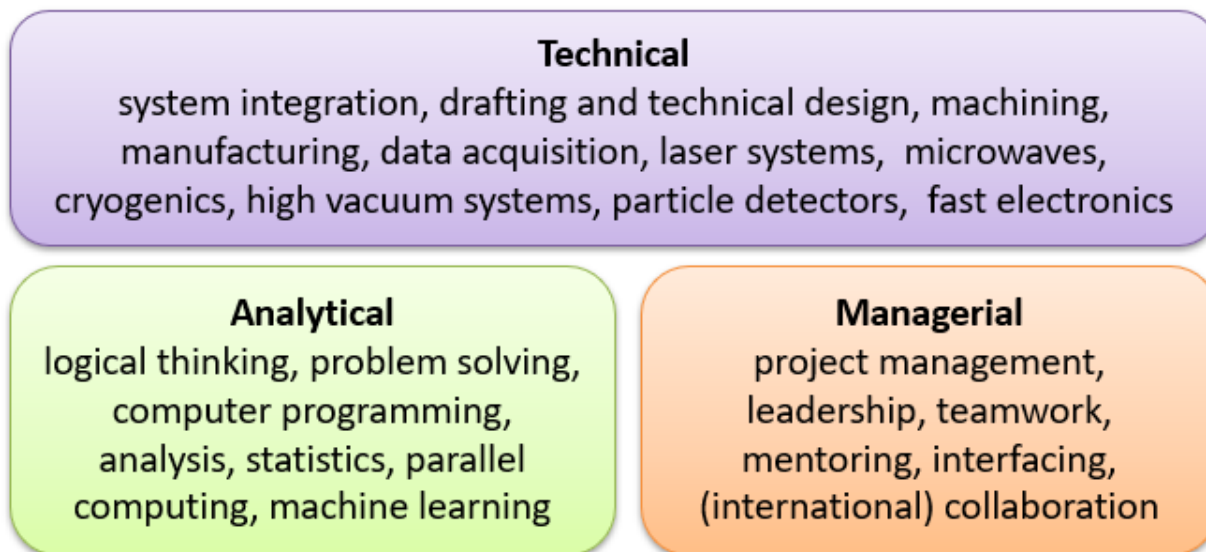 Technical
system integration, drafting and technical design, machining,
manufacturing, data acquisition, laser systems,  microwaves,
cryogenics, high vacuum systems, particle detectors,  fast electronics
Analytical
logical thinking, problem solving,
computer programming,
analysis, statistics, parallel
computing, machine learning
Managerial
project management,
leadership, teamwork,
mentoring, interfacing,
(international) collaboration